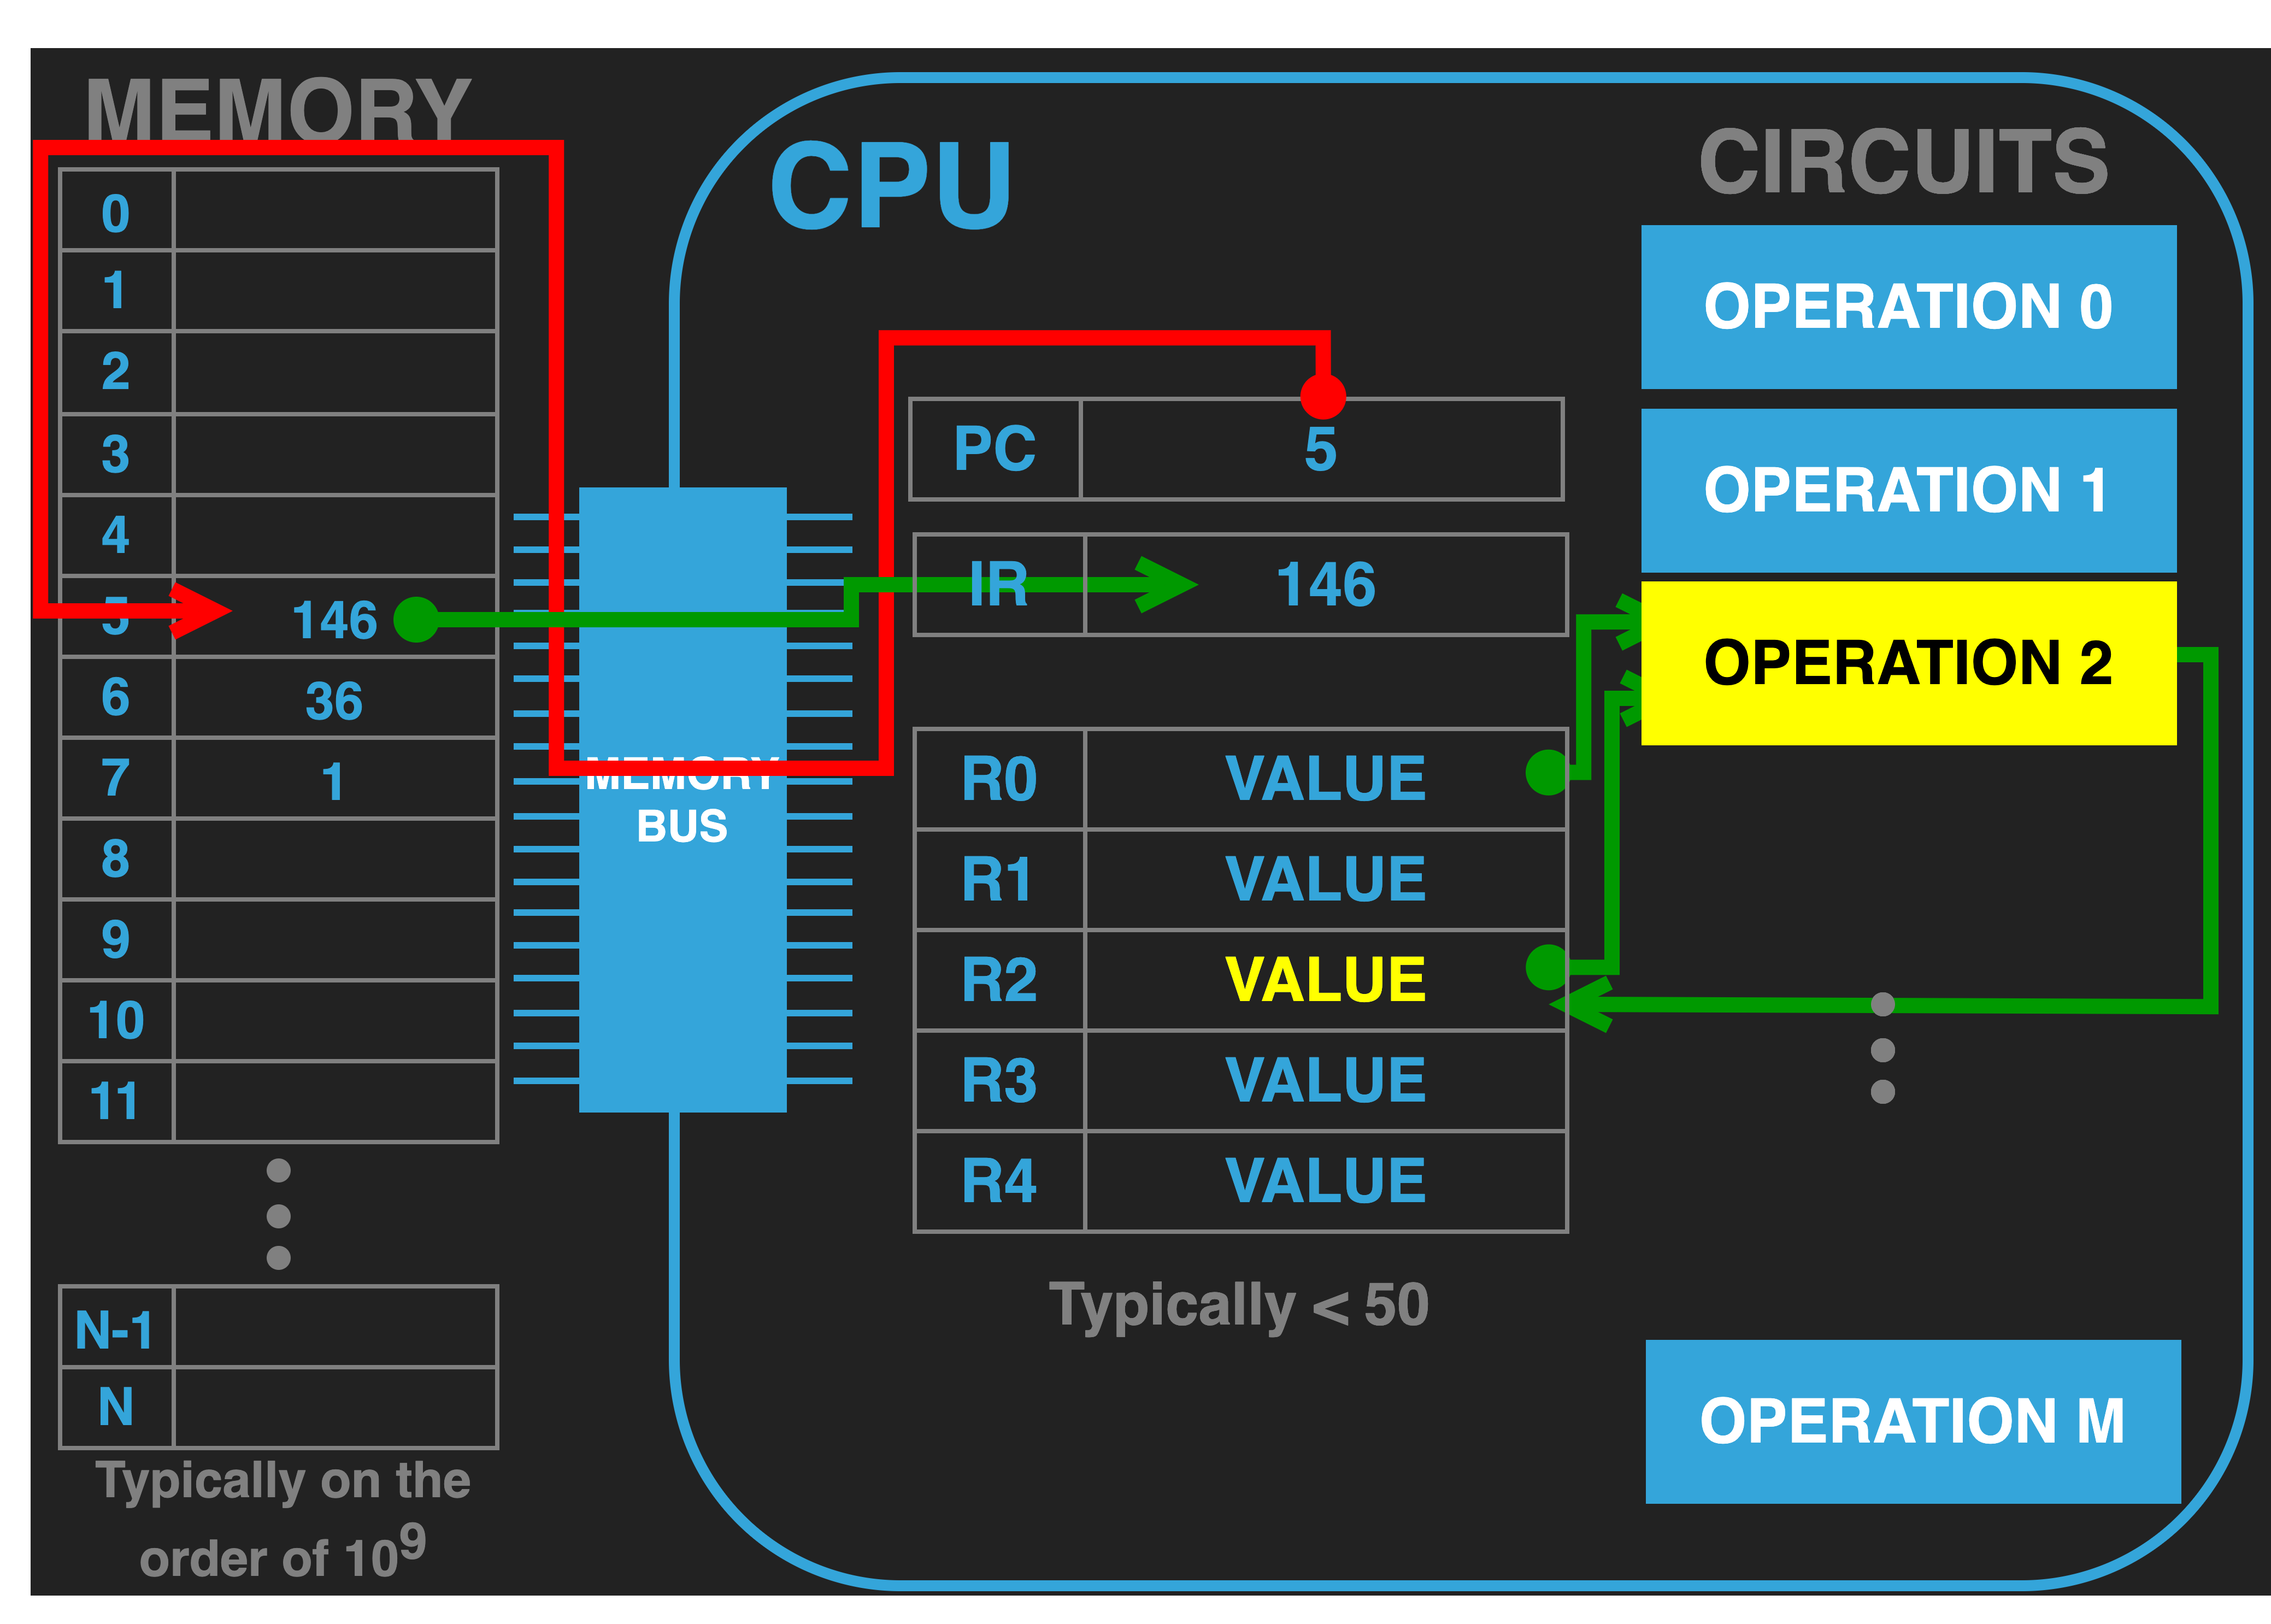 MEMORY
0
1
2
3
4
5 146
6 36
7 1
8
9
10
11
N-1
N
Typically on the
order of 10⁹
MEMORY
BUS
CPU
PC 5
IR 146
R0 VALUE
R1 VALUE
R2 VALUE
R3 VALUE
R4 VALUE
Typically < 50
CIRCUITS
OPERATION 0
OPERATION 1
OPERATION 2
OPERATION M